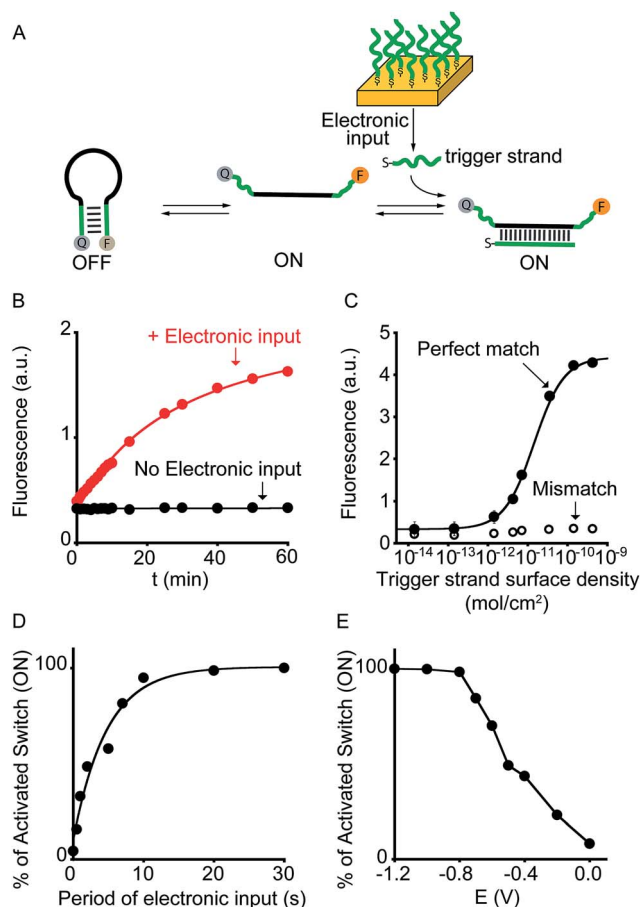 A
S S S S S S S S
Electronic
input
S
trigger strand
Q F
Q F
Q F
S
OFF
ON
ON
B
2
1
0
Fluorescence (a.u.)
+ Electronic input
No Electronic input
0 20 40 60
t (min)
C
5
4
3
2
1
0
Fluorescence (a.u.)
Perfect match
Mismatch
10-14 10-13 10-12 10-11 10-10 10-9
Trigger strand surface density
(mol/cm2)
D
100
0
% of Activated Switch (ON)
0 10 20 30
Period of electronic input (s)
E
100
0
% of Activated Switch (ON)
-1.2 -0.8 -0.4 0.0
E (V)